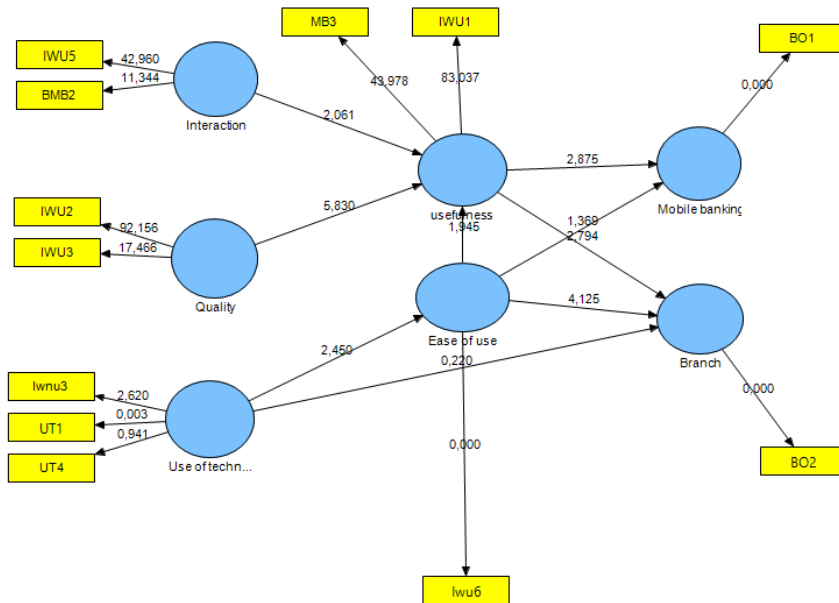 MB3
IWU1
BO1
IWU5
42,960
BMB2
11,344
43,978
83,037
0,000
Interaction
2,061
2,875
usefulness
Mobile banking
IWU2
92,156
5,830
1,945
1,369
2,794
IWU3
17,466
Quality
4,125
Ease of use
2,450
0,220
Branch
Iwnu3
2,620
0,000
UT1
0,003
0,941
UT4
Use of techn...
0,000
BO2
Iwu6